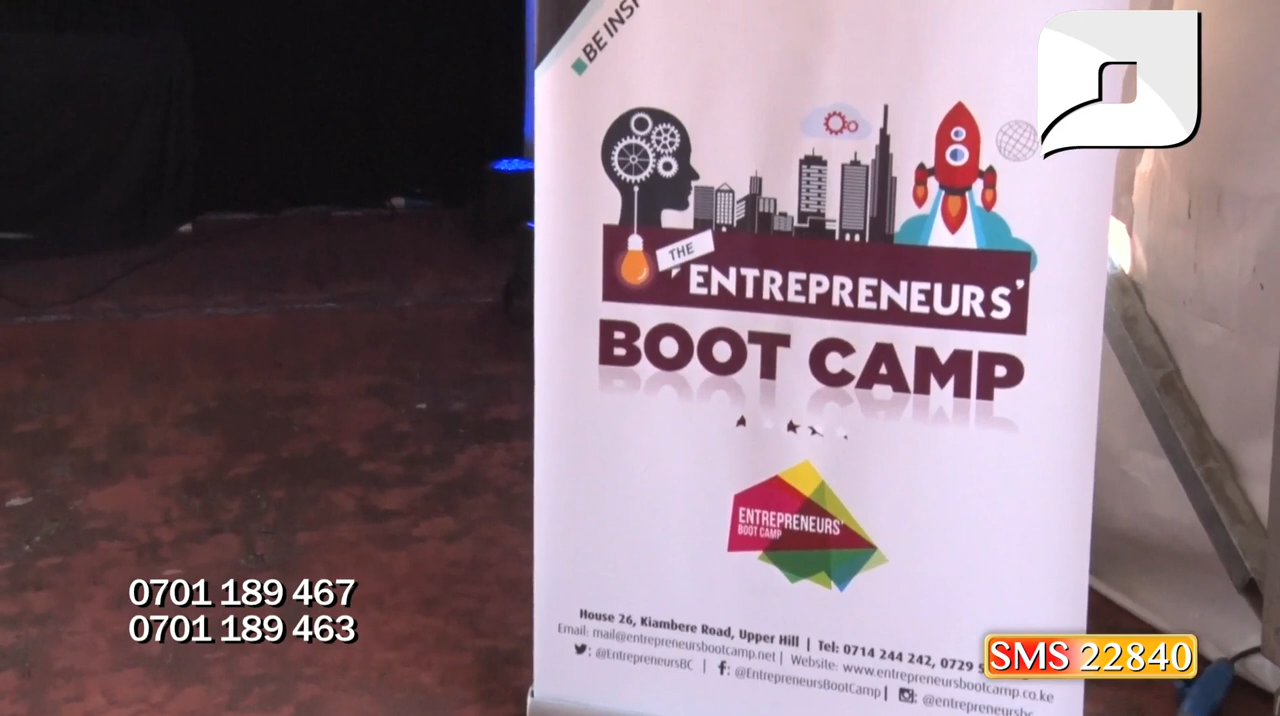 BE INSP
THE
'ENTREPRENEURS'
BOOT CAMP
ENTREPRENEURS'
BOOT CAMP
House 26, Kiambere Road, Upper Hill | Tel: 0714 244 242, 0729 5
Email: mail@entrepreneursbootcamp.net | Website: www.entrepreneursbootcamp.co.ke
: @EntrepreneursBC | : @EntrepreneursBootCamp | : @entrepreneursbc
0701 189 467
0701 189 463
SMS 22840